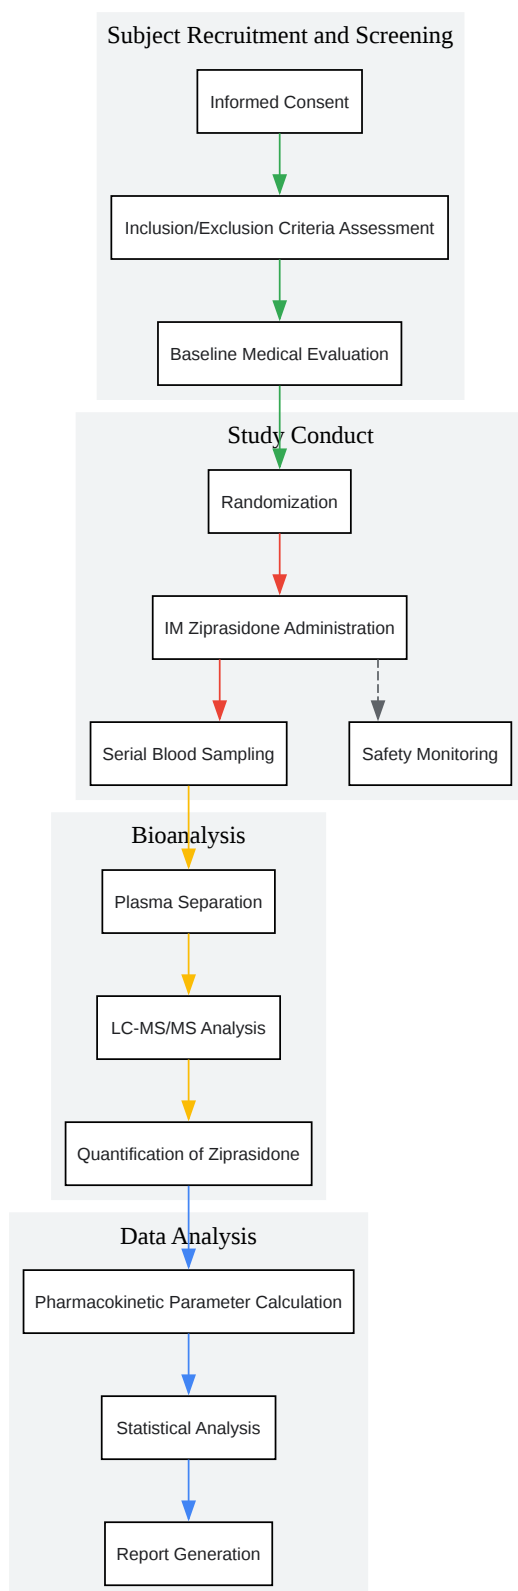 Subject Recruitment and Screening
Informed Consent
Inclusion/Exclusion Criteria Assessment
Baseline Medical Evaluation
Study Conduct
Randomization
IM Ziprasidone Administration
Serial Blood Sampling
Safety Monitoring
Bioanalysis
Plasma Separation
LC-MS/MS Analysis
Quantification of Ziprasidone
Data Analysis
Pharmacokinetic Parameter Calculation
Statistical Analysis
Report Generation